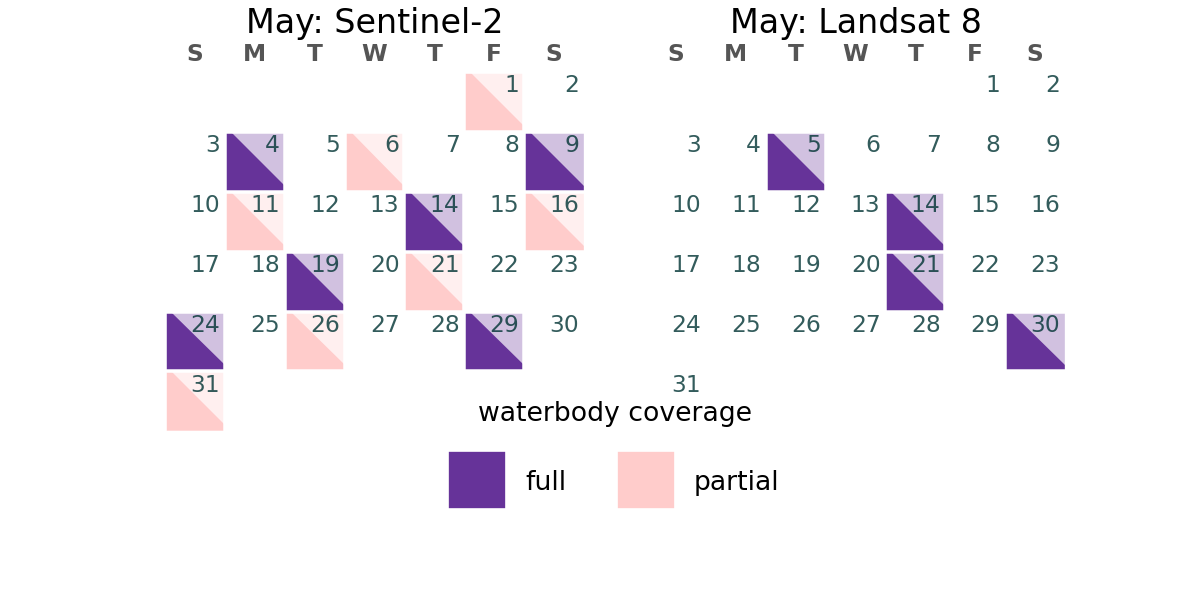 May: Sentinel-2
S M T W T F S
1 2
3 4 5 6 7 8 9
10 11 12 13 14 15 16
17 18 19 20 21 22 23
24 25 26 27 28 29 30
31
May: Landsat 8
S M T W T F S
1 2
3 4 5 6 7 8 9
10 11 12 13 14 15 16
17 18 19 20 21 22 23
24 25 26 27 28 29 30
31
waterbody coverage
full partial